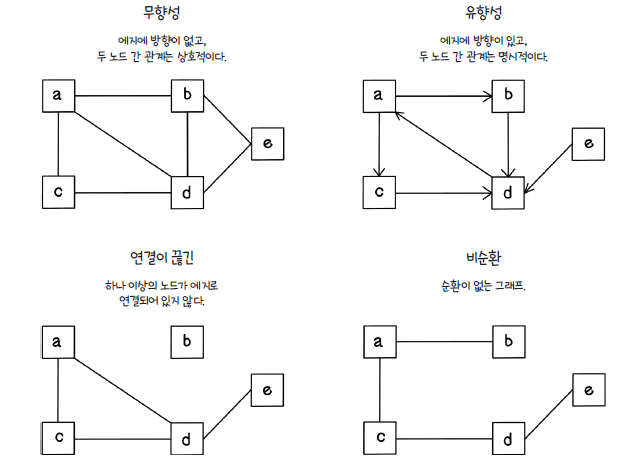 무향성
에지에 방향이 없고,
두 노드 간 관계는 상호적이다.
a
b
e
c
d
유향성
에지에 방향이 있고,
두 노드 간 관계는 명시적이다.
a
b
e
c
d
연결이 끊긴
하나 이상의 노드가 에지로
연결되어 있지 않다.
a
b
e
c
d
비순환
순환이 없는 그래프.
a
b
e
c
d